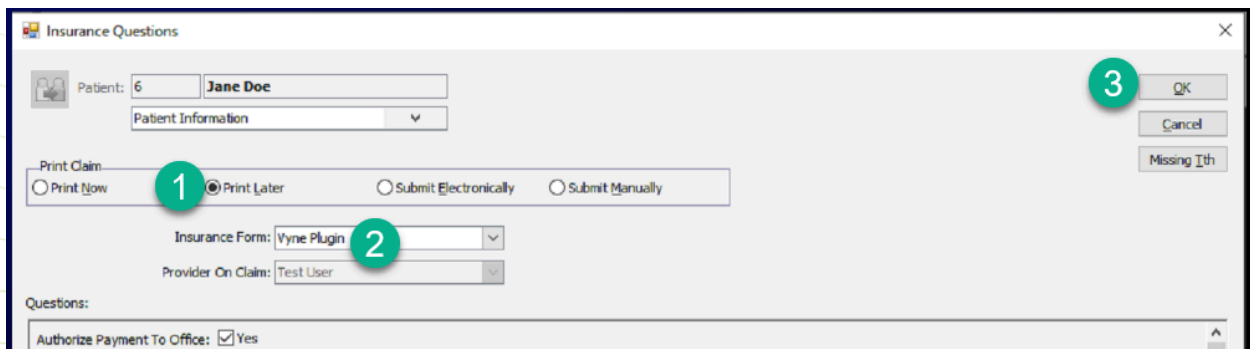 Insurance Questions
Patient: 6 Jane Doe
3 OK
Patient Information
Cancel
Print Claim
Missing Tth
Print Now 1 Print Later Submit Electronically Submit Manually
Insurance Form: Vyne Plugin 2
Provider On Claim: Test User
Questions:
Authorize Payment To Office: Yes